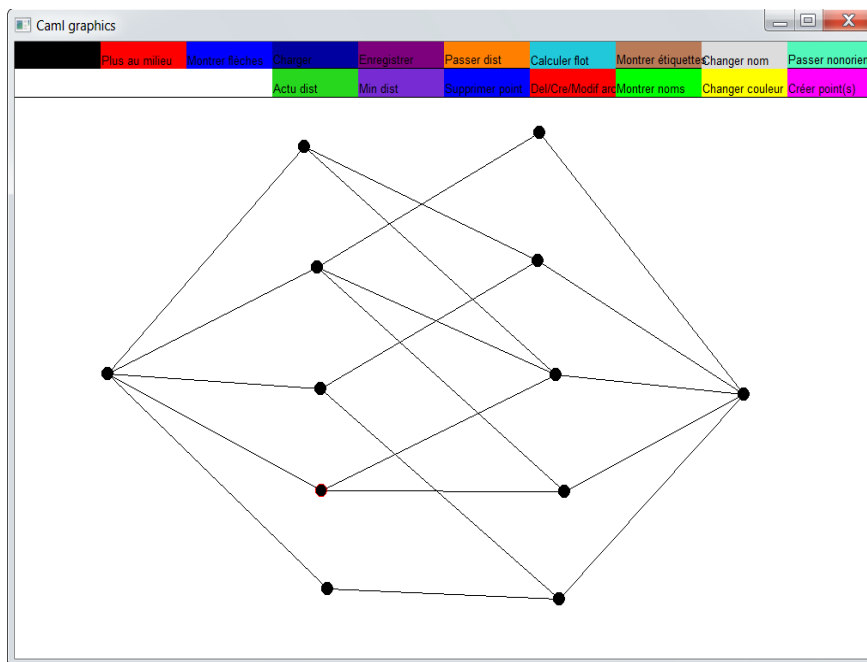 Caml graphics
Plus au milieu Montrer flèches Charger Enregistrer Passer dist Calculer flot Montrer étiquettes Changer nom Passer nonorien
Actu dist Min dist Supprimer point Del/Cre/Modif arc Montrer noms Changer couleur Créer point(s)